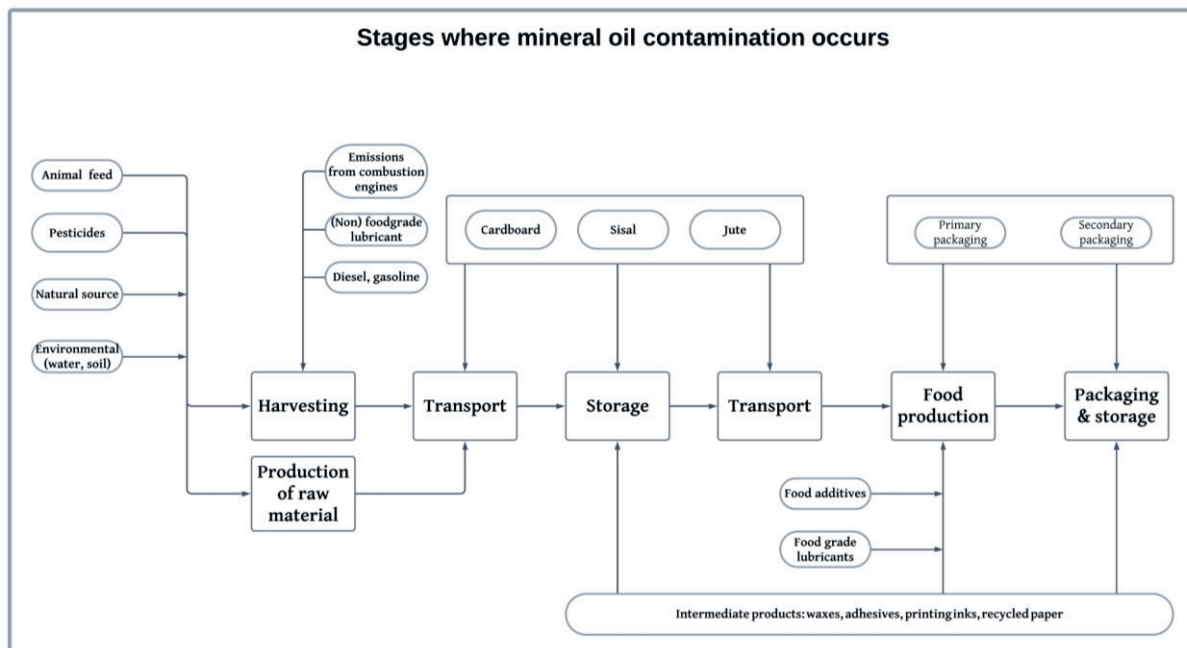 Stages where mineral oil contamination occurs
Animal feed
Pesticides
Natural source
Environmental
(water, soil)
Emissions
from combustion
engines
(Non) foodgrade
lubricant
Diesel, gasoline
Cardboard
Sisal
Jute
Primary
packaging
Secondary
packaging
Harvesting
Transport
Storage
Transport
Food
production
Packaging
& storage
Production
of raw
material
Food additives
Food grade
lubricants
Intermediate products: waxes, adhesives, printing inks, recycled paper